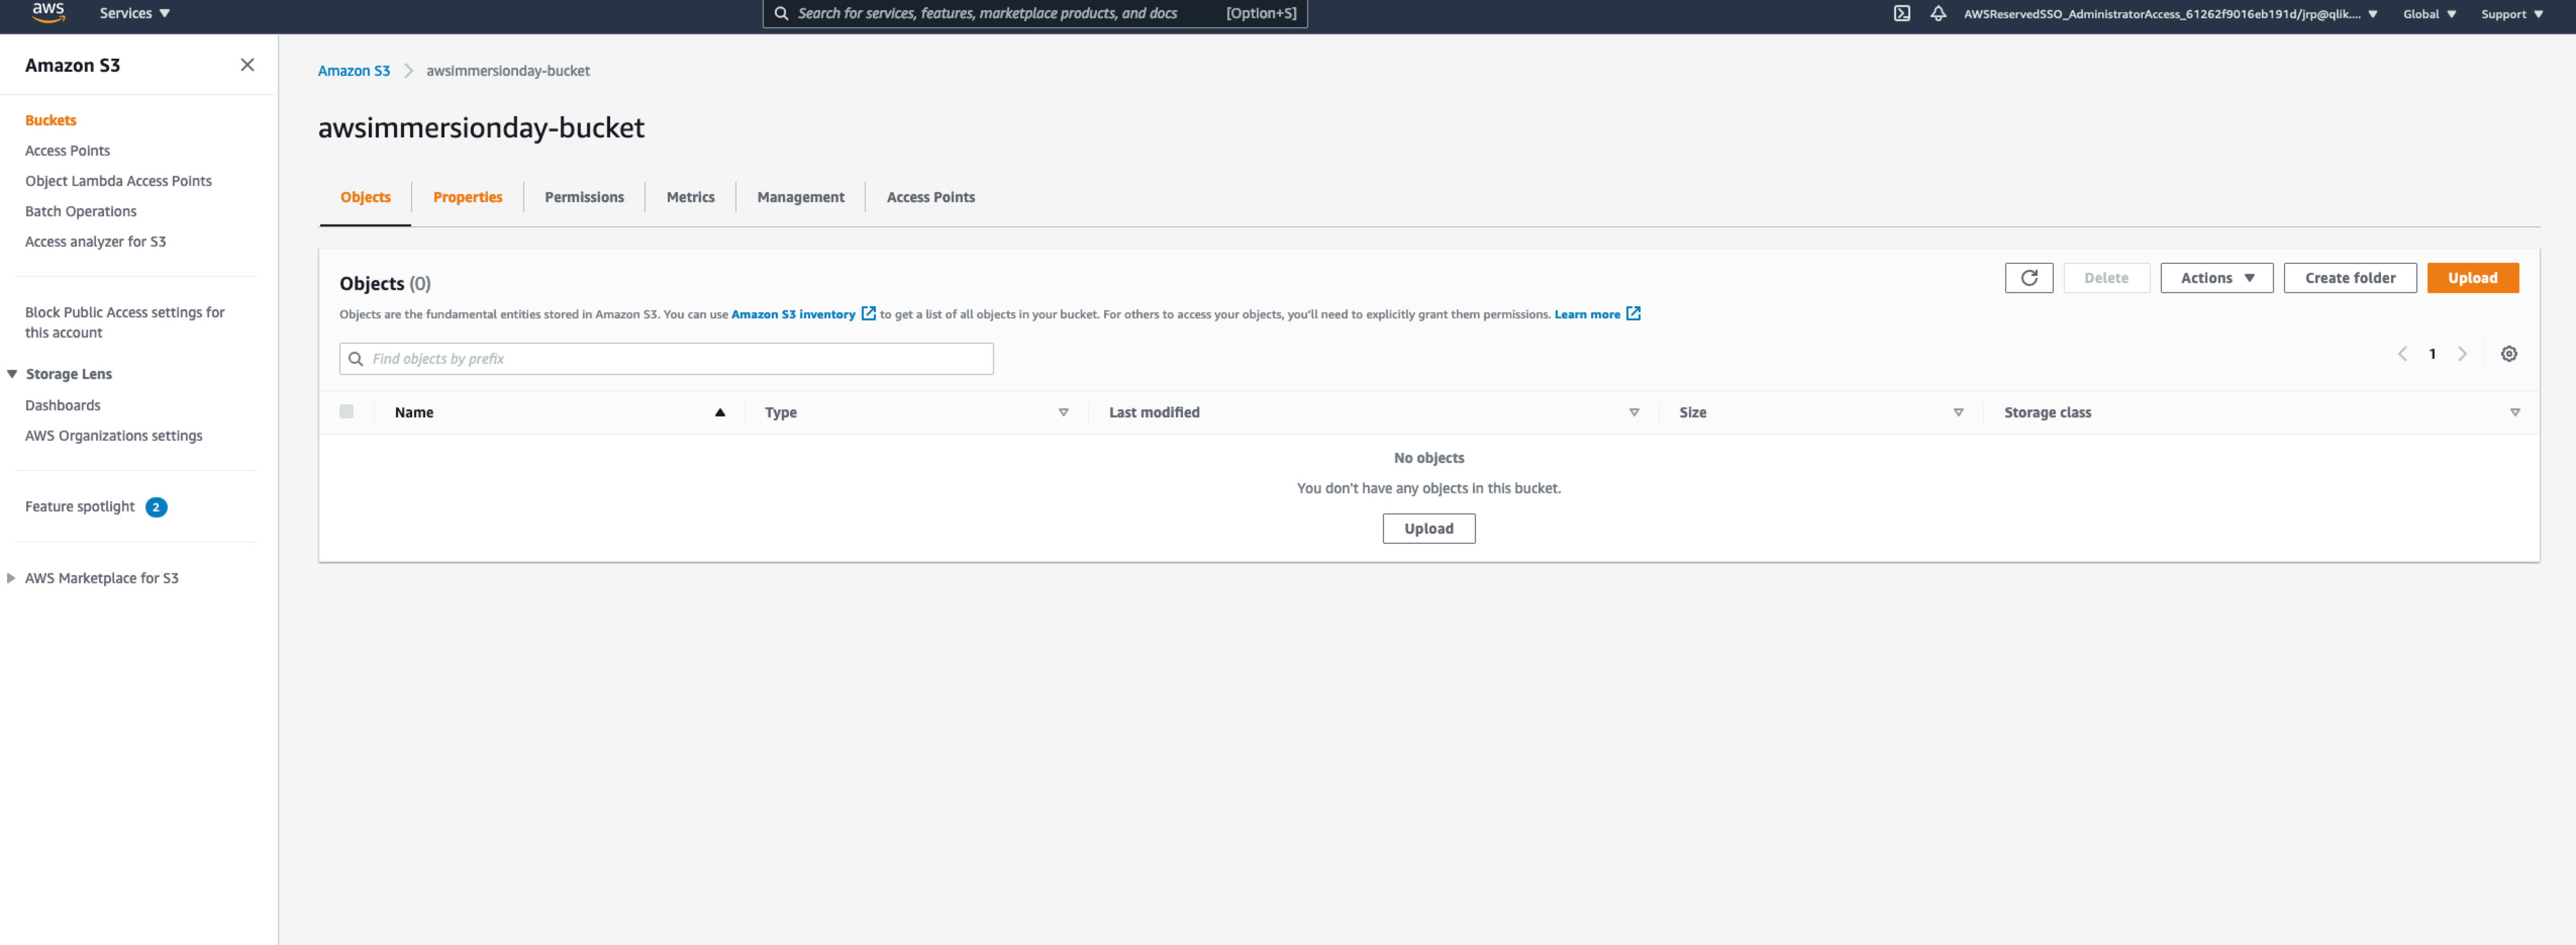 aws
Services
Search for services, features, marketplace products, and docs
[Option+S]
AWSReservedSSO_AdministratorAccess_61262f9016eb191d/jrp@qlik....
Global
Support
Amazon S3
Buckets
Access Points
Object Lambda Access Points
Batch Operations
Access analyzer for S3
Block Public Access settings for
this account
Storage Lens
Dashboards
AWS Organizations settings
Feature spotlight 2
AWS Marketplace for S3
Amazon S3 awsimmersionday-bucket
awsimmersionday-bucket
Objects Properties Permissions Metrics Management Access Points
Objects (0)
Delete Actions Create folder Upload
Objects are the fundamental entities stored in Amazon S3. You can use Amazon S3 inventory to get a list of all objects in your bucket. For others to access your objects, you'll need to explicitly grant them permissions. Learn more
Find objects by prefix
1
Name Type Last modified Size Storage class
No objects
You don't have any objects in this bucket.
Upload